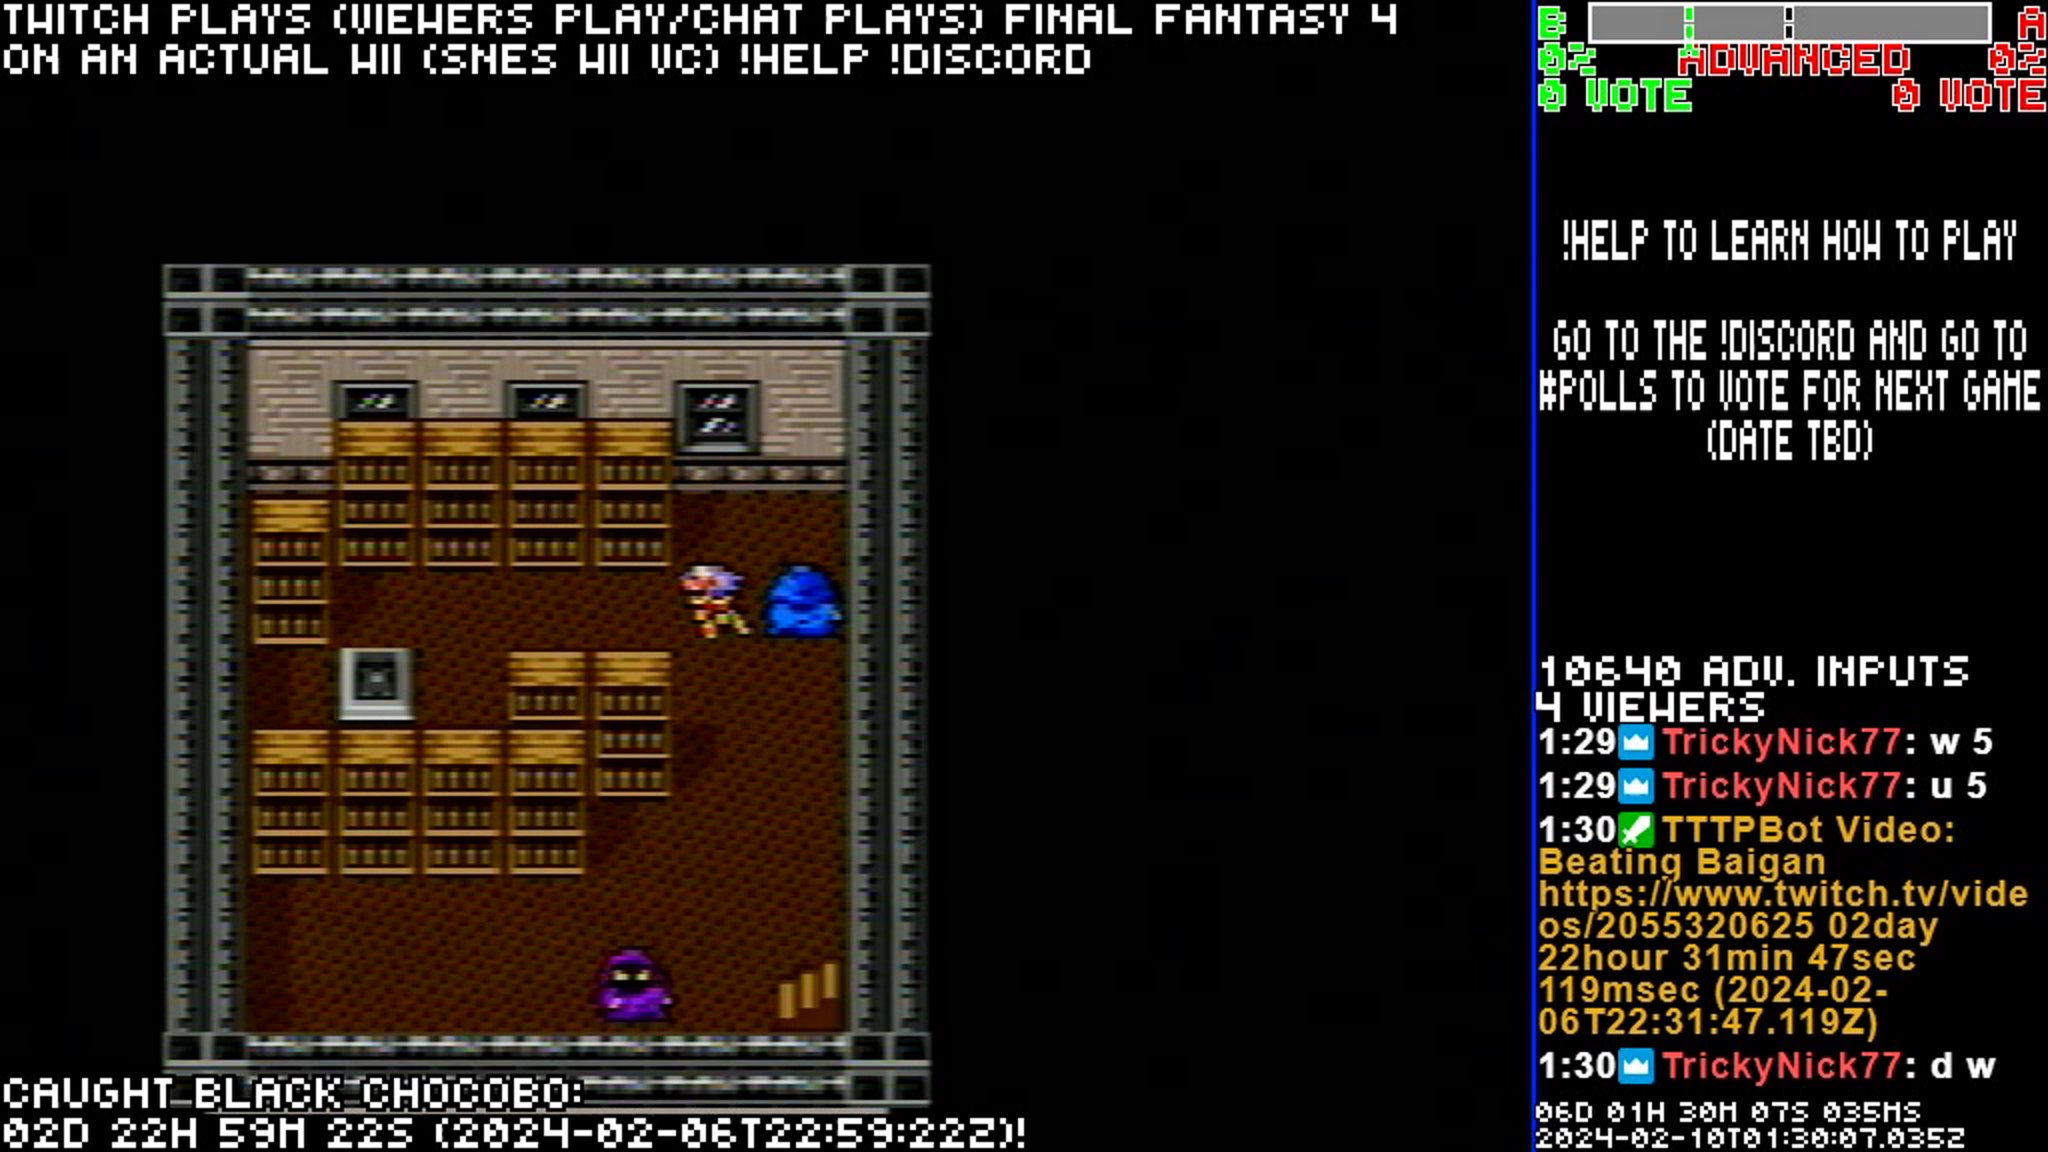 TWITCH PLAYS (VIEWERS PLAY/CHAT PLAYS) FINAL FANTASY 4
ON AN ACTUAL WII (SNES WII VC) !HELP !DISCORD
B A
0% ADVANCED 0%
0 VOTE 0 VOTE
!HELP TO LEARN HOW TO PLAY
GO TO THE !DISCORD AND GO TO
#POLLS TO VOTE FOR NEXT GAME
(DATE TBD)
10640 ADV. INPUTS
4 VIEWERS
1:29 TrickyNick77: w 5
1:29 TrickyNick77: u 5
1:30 TTTPBot Video:
Beating Baigan
https://www.twitch.tv/vide
os/2055320625 02day
22hour 31min 47sec
119msec (2024-02-
06T22:31:47.119Z)
1:30 TrickyNick77: d w
06D 01H 30M 07S 035MS
2024-02-10T01:30:07.035Z
CAUGHT BLACK CHOCOBO:
02D 22H 59M 22S (2024-02-06T22:59:22Z)!